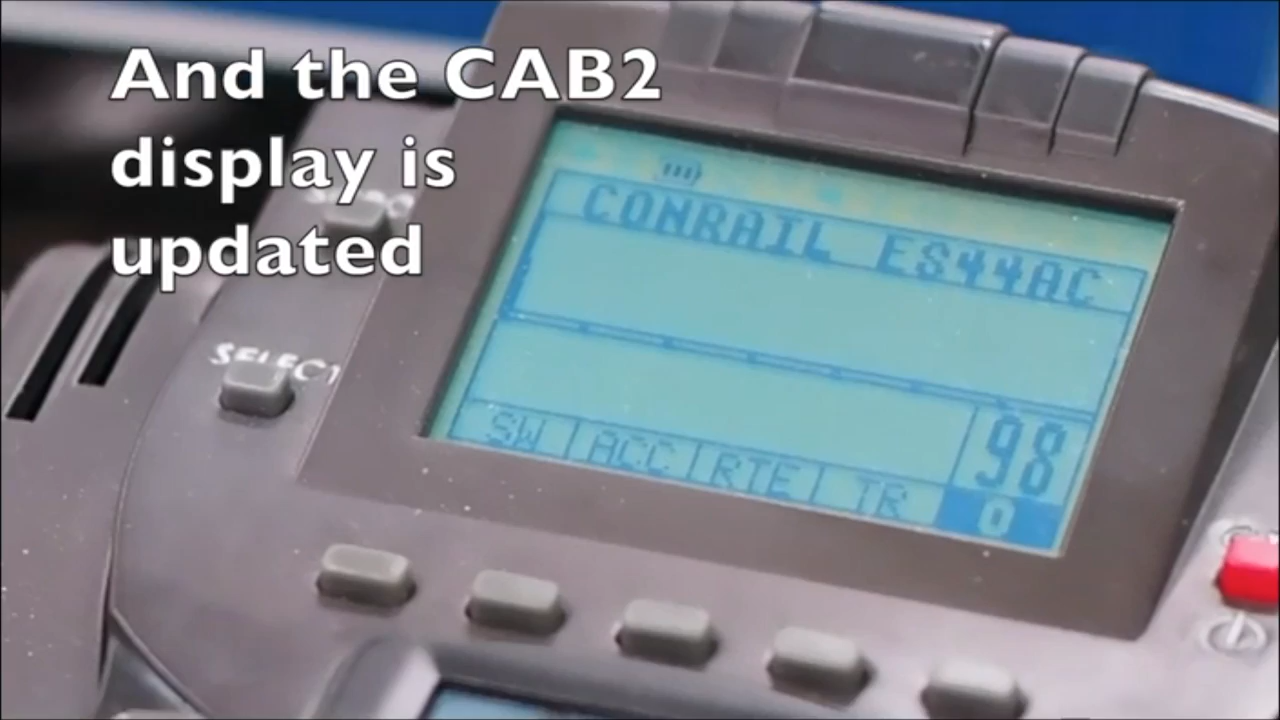 And the CAB2
display is
updated
CONRAIL ES44AC
SELECT
98
SW ACC RTE TR 0